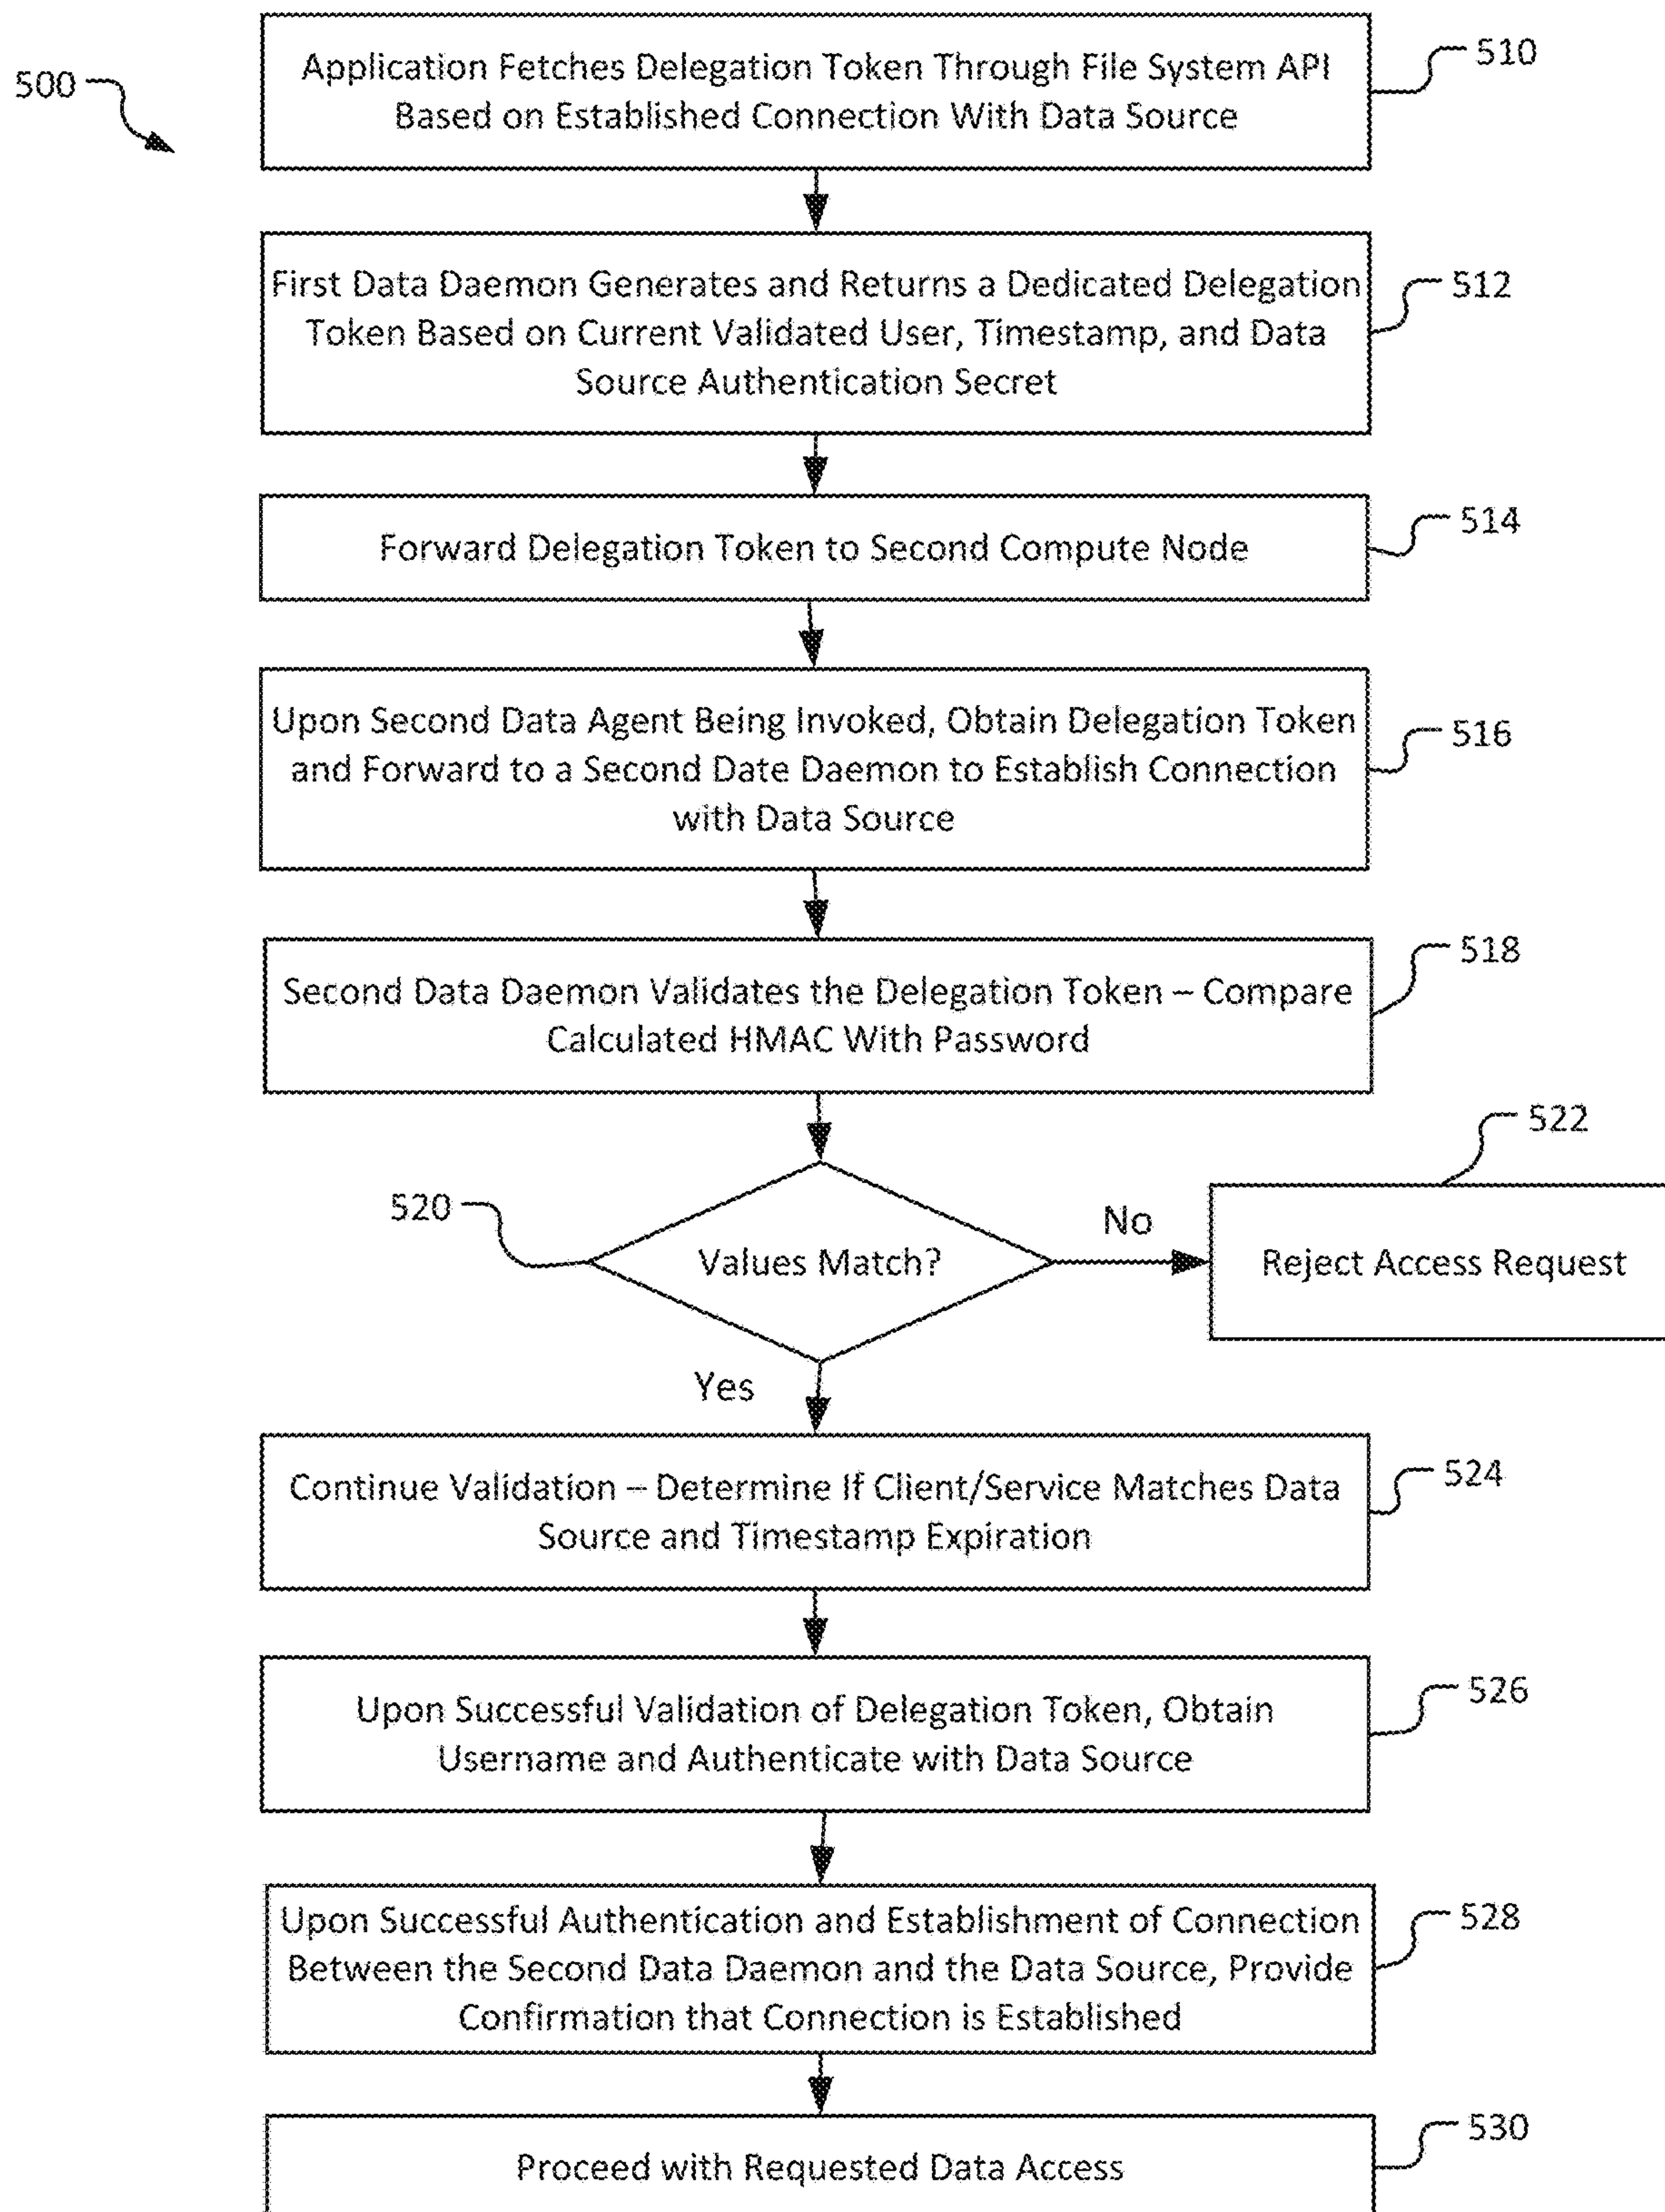 500
Application Fetches Delegation Token Through File System API
Based on Established Connection With Data Source
510
First Data Daemon Generates and Returns a Dedicated Delegation
Token Based on Current Validated User, Timestamp, and Data
Source Authentication Secret
512
Forward Delegation Token to Second Compute Node
514
Upon Second Data Agent Being Invoked, Obtain Delegation Token
and Forward to a Second Date Daemon to Establish Connection
with Data Source
516
Second Data Daemon Validates the Delegation Token – Compare
Calculated HMAC With Password
518
520
Values Match?
No
522
Reject Access Request
Yes
Continue Validation – Determine If Client/Service Matches Data
Source and Timestamp Expiration
524
Upon Successful Validation of Delegation Token, Obtain
Username and Authenticate with Data Source
526
Upon Successful Authentication and Establishment of Connection
Between the Second Data Daemon and the Data Source, Provide
Confirmation that Connection is Established
528
Proceed with Requested Data Access
530